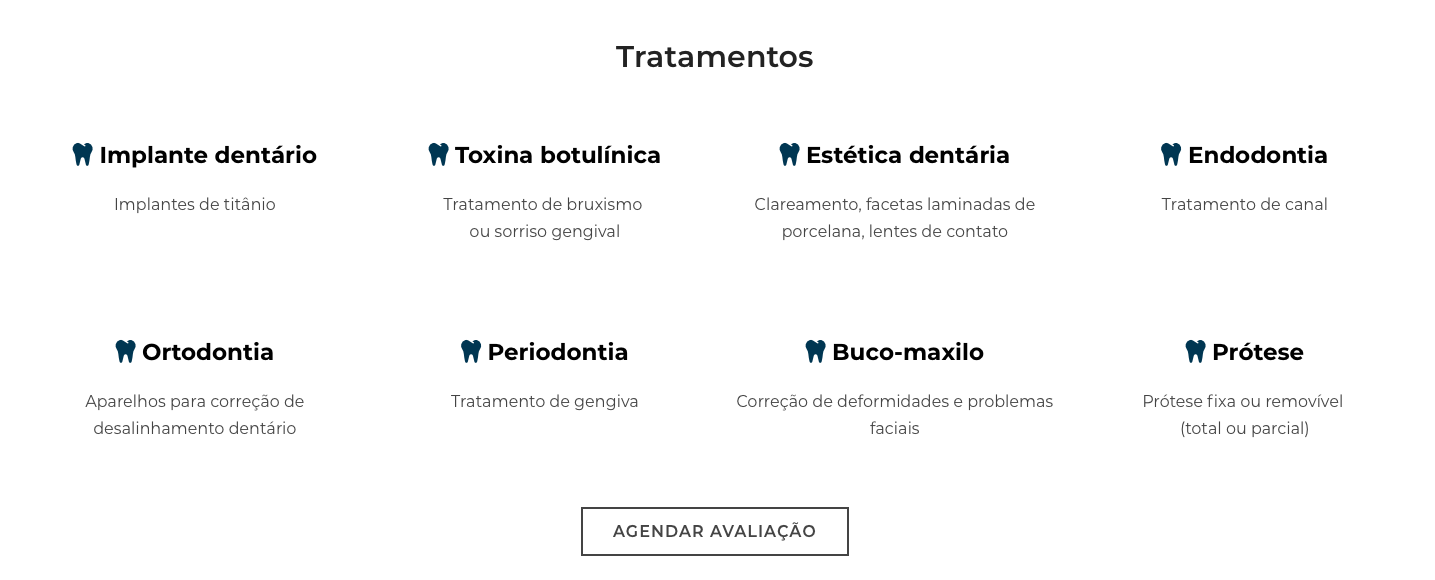 Tratamentos
Implante dentário
Implantes de titânio
Toxina botulínica
Tratamento de bruxismo
ou sorriso gengival
Estética dentária
Clareamento, facetas laminadas de
porcelana, lentes de contato
Endodontia
Tratamento de canal
Ortodontia
Aparelhos para correção de
desalinhamento dentário
Periodontia
Tratamento de gengiva
Buco-maxilo
Correção de deformidades e problemas
faciais
Prótese
Prótese fixa ou removível
(total ou parcial)
AGENDAR AVALIAÇÃO